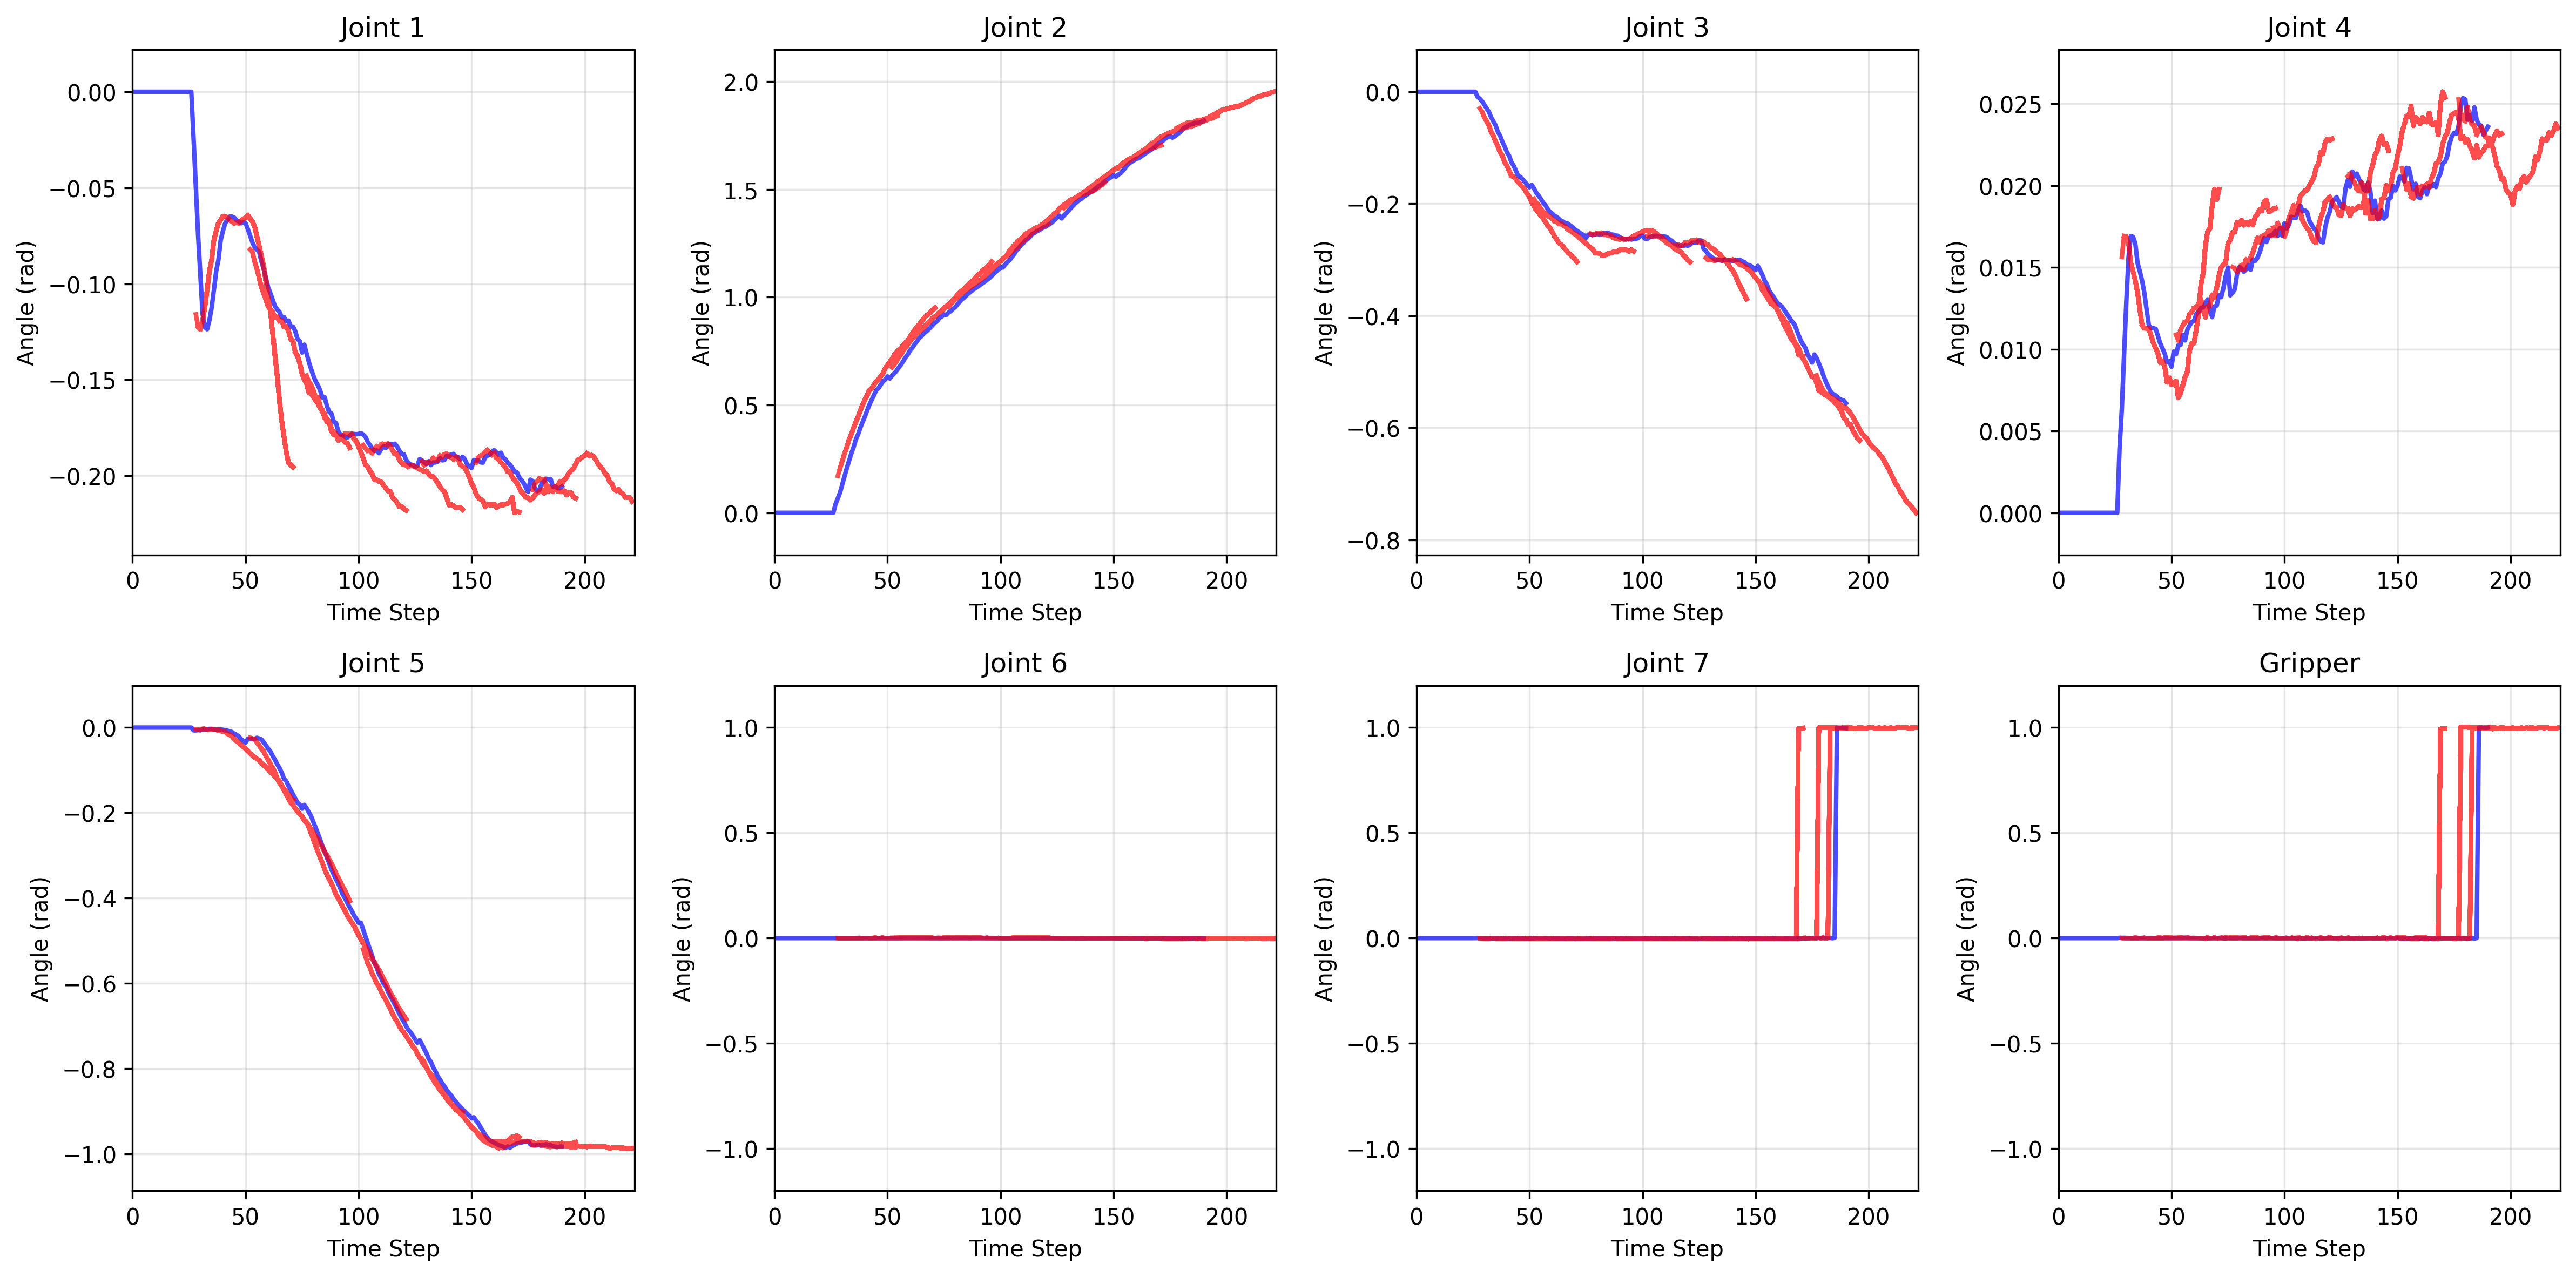 Joint 1
Joint 2
Joint 3
Joint 4
0.00
−0.05
−0.10
−0.15
−0.20
Angle (rad)
0 50 100 150 200
Time Step
2.0
1.5
1.0
0.5
0.0
Angle (rad)
0 50 100 150 200
Time Step
0.0
−0.2
−0.4
−0.6
−0.8
Angle (rad)
0 50 100 150 200
Time Step
0.025
0.020
0.015
0.010
0.005
0.000
Angle (rad)
0 50 100 150 200
Time Step
Joint 5
Joint 6
Joint 7
Gripper
0.0
−0.2
−0.4
−0.6
−0.8
−1.0
Angle (rad)
0 50 100 150 200
Time Step
1.0
0.5
0.0
−0.5
−1.0
Angle (rad)
0 50 100 150 200
Time Step
1.0
0.5
0.0
−0.5
−1.0
Angle (rad)
0 50 100 150 200
Time Step
1.0
0.5
0.0
−0.5
−1.0
Angle (rad)
0 50 100 150 200
Time Step